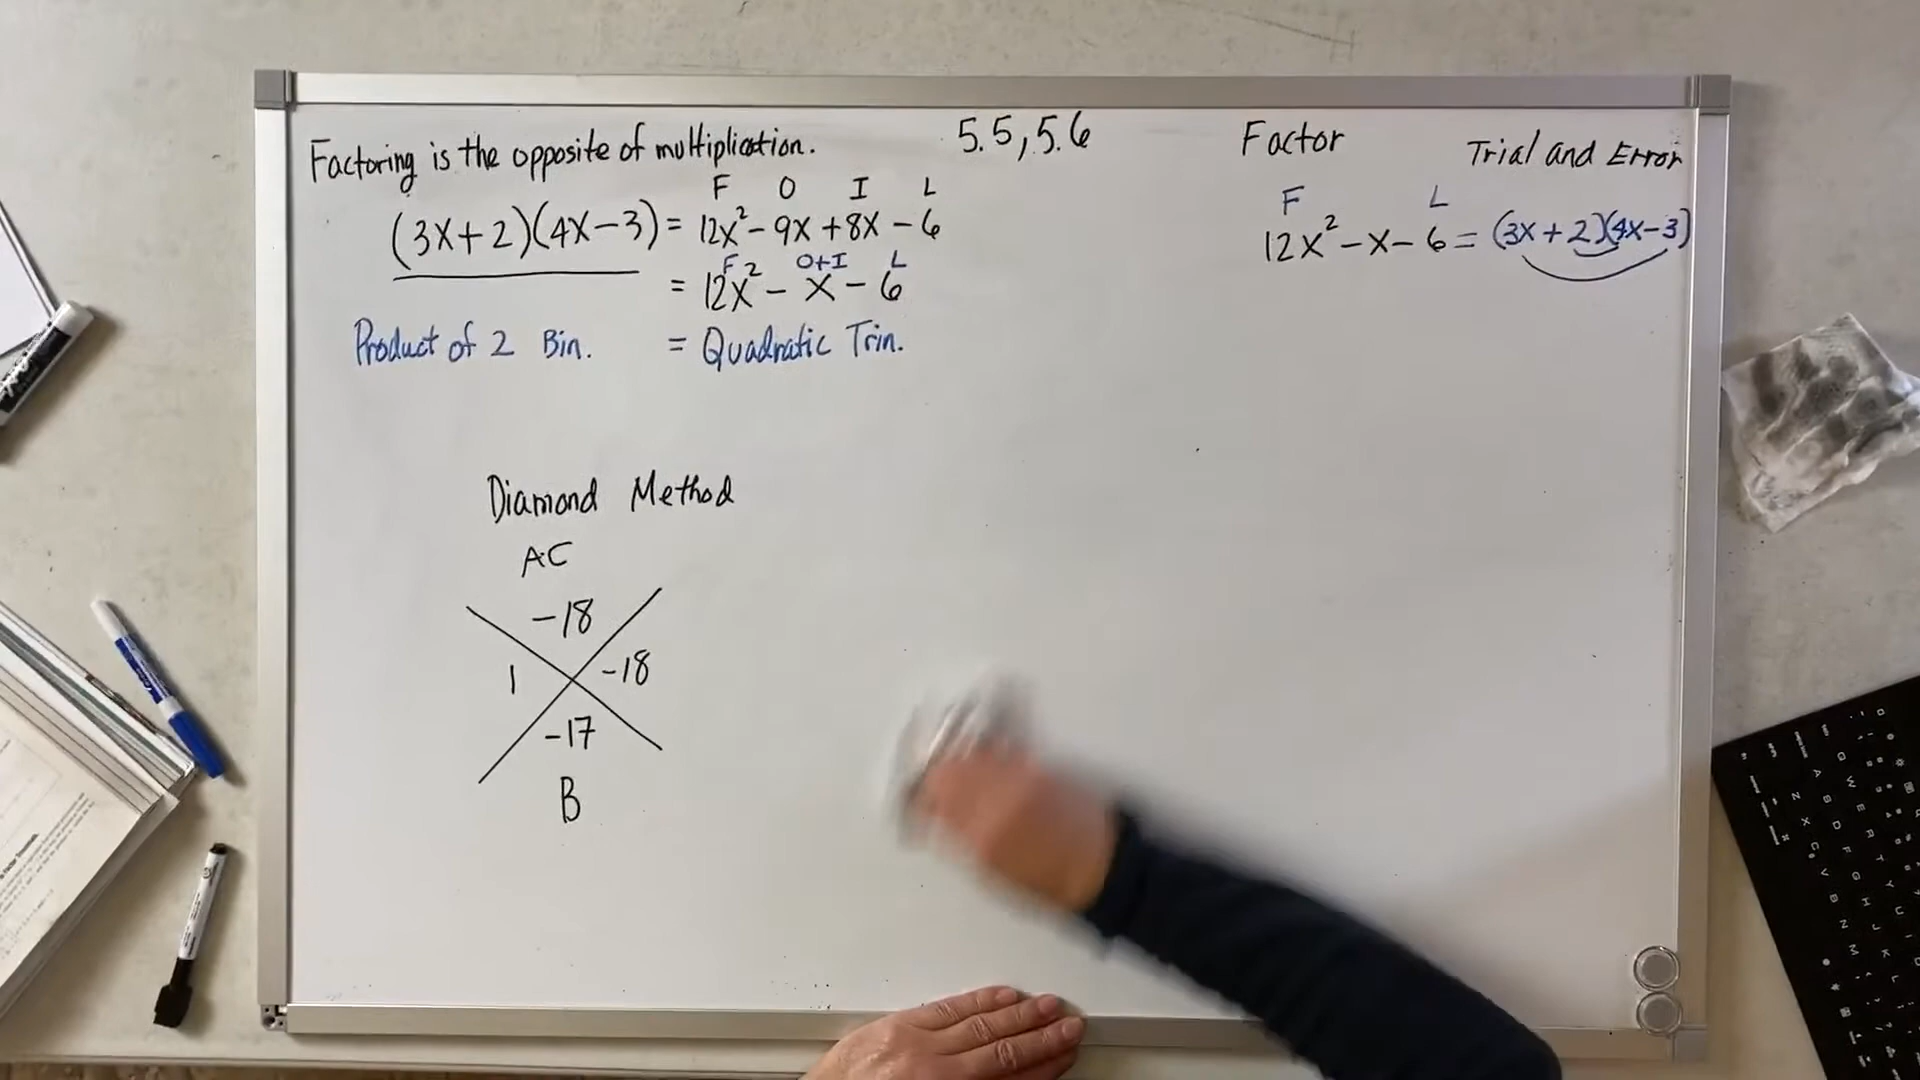 Factoring is the opposite of multiplication.
5.5, 5.6
F O I L
(3x+2)(4x-3) = 12x² - 9x + 8x - 6
F O+I L
= 12x² - x - 6
Product of 2 Bin. = Quadratic Trin.
Diamond Method
AC
-18
1 -18
-17
B
Factor Trial and Error
F L
12x² - x - 6 = (3x+2)(4x-3)